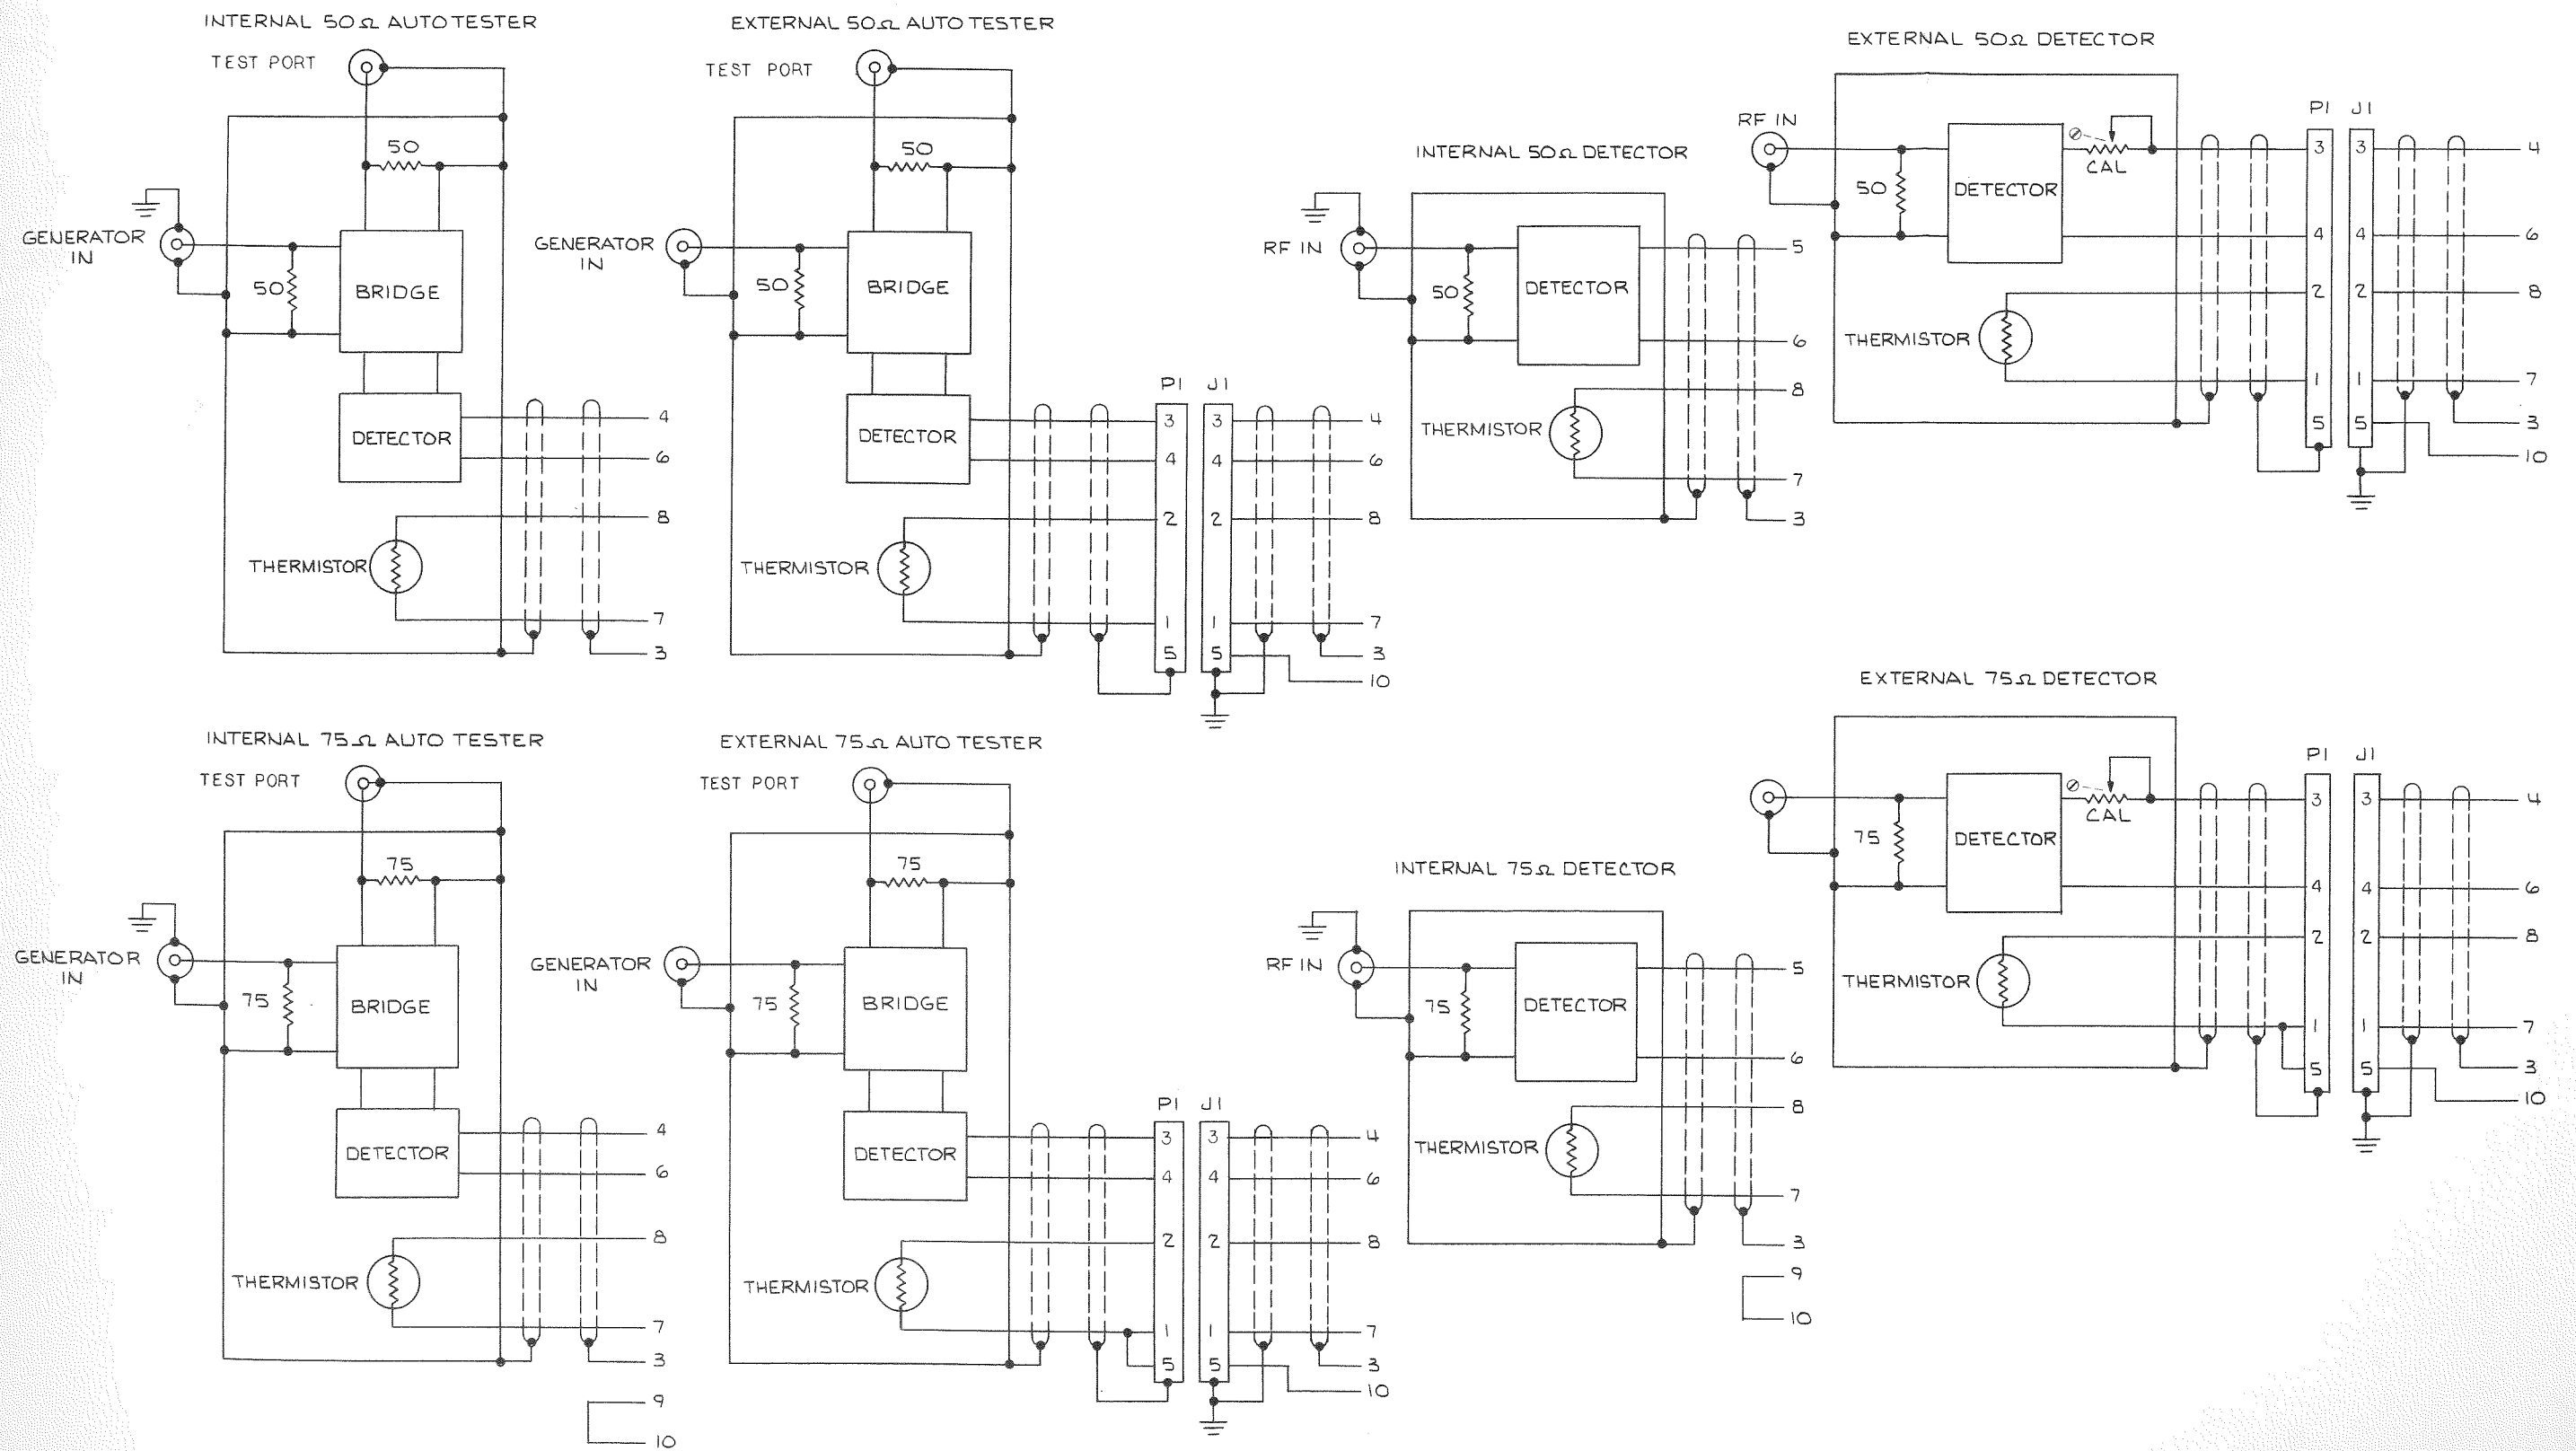 INTERNAL 50Ω AUTO TESTER
TEST PORT
50
GENERATOR
IN
50
BRIDGE
DETECTOR
4
6
8
THERMISTOR
7
3
EXTERNAL 50Ω AUTO TESTER
TEST PORT
50
GENERATOR
IN
50
BRIDGE
DETECTOR
THERMISTOR
P1 J1
3 3 4
4 4 6
2 2 8
1 1 7
5 5 3
10
INTERNAL 50Ω DETECTOR
RF IN
50
DETECTOR
5
6
8
THERMISTOR
7
3
EXTERNAL 50Ω DETECTOR
RF IN
50
DETECTOR
CAL
THERMISTOR
P1 J1
3 3 4
4 4 6
2 2 8
1 1 7
5 5 3
10
INTERNAL 75Ω AUTO TESTER
TEST PORT
75
GENERATOR
IN
75
BRIDGE
DETECTOR
4
6
8
THERMISTOR
7
3
9
10
EXTERNAL 75Ω AUTO TESTER
TEST PORT
75
GENERATOR
IN
75
BRIDGE
DETECTOR
THERMISTOR
P1 J1
3 3 4
4 4 6
2 2 8
1 1 7
5 5 3
10
INTERNAL 75Ω DETECTOR
RF IN
75
DETECTOR
5
6
8
THERMISTOR
7
3
9
10
EXTERNAL 75Ω DETECTOR
75
DETECTOR
CAL
THERMISTOR
P1 J1
3 3 4
4 4 6
2 2 8
1 1 7
5 5 3
10